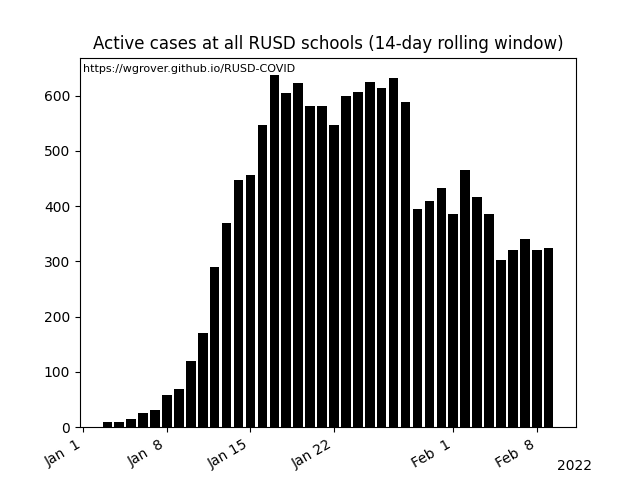 Active cases at all RUSD schools (14-day rolling window)
https://wgrover.github.io/RUSD-COVID
600
500
400
300
200
100
0
Jan 1
Jan 8
Jan 15
Jan 22
Feb 1
Feb 8
2022